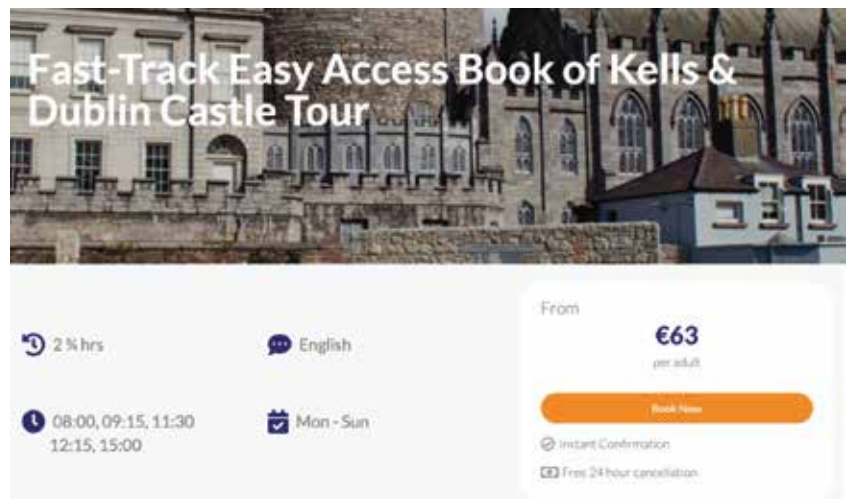 Fast-Track Easy Access Book of Kells &
Dublin Castle Tour
2 ¾ hrs
English
08:00, 09:15, 11:30
12:15, 15:00
Mon - Sun
From
€63
per adult
Book Now
Instant Confirmation
Free 24 hour cancellation